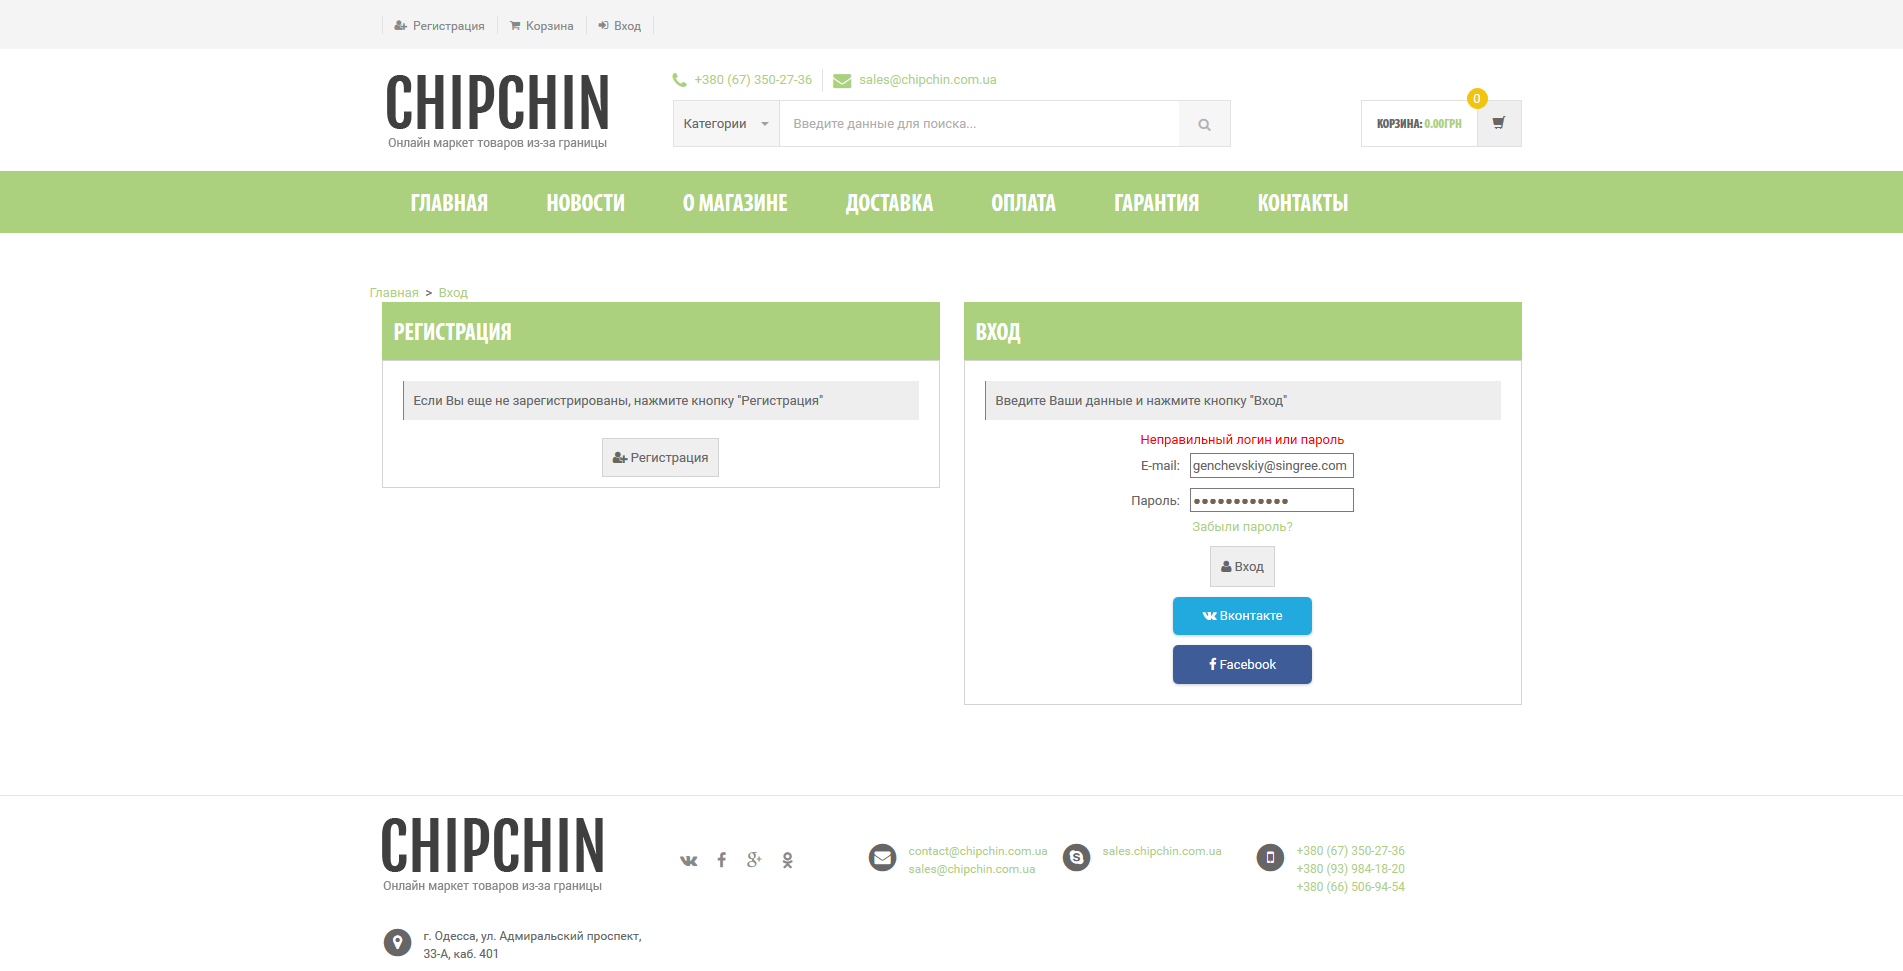 Регистрация
Корзина
Вход
CHIPCHIN
Онлайн маркет товаров из-за границы
+380 (67) 350-27-36
sales@chipchin.com.ua
Категории
Введите данные для поиска...
КОРЗИНА: 0.00ГРН
0
ГЛАВНАЯ
НОВОСТИ
О МАГАЗИНЕ
ДОСТАВКА
ОПЛАТА
ГАРАНТИЯ
КОНТАКТЫ
Главная > Вход
РЕГИСТРАЦИЯ
Если Вы еще не зарегистрированы, нажмите кнопку "Регистрация"
Регистрация
ВХОД
Введите Ваши данные и нажмите кнопку "Вход"
Неправильный логин или пароль
E-mail: genchevskiy@singree.com
Пароль: ●●●●●●●●●●●●
Забыли пароль?
Вход
Вконтакте
Facebook
CHIPCHIN
Онлайн маркет товаров из-за границы
contact@chipchin.com.ua
sales@chipchin.com.ua
sales.chipchin.com.ua
+380 (67) 350-27-36
+380 (93) 984-18-20
+380 (66) 506-94-54
г. Одесса, ул. Адмиральский проспект,
33-А, каб. 401